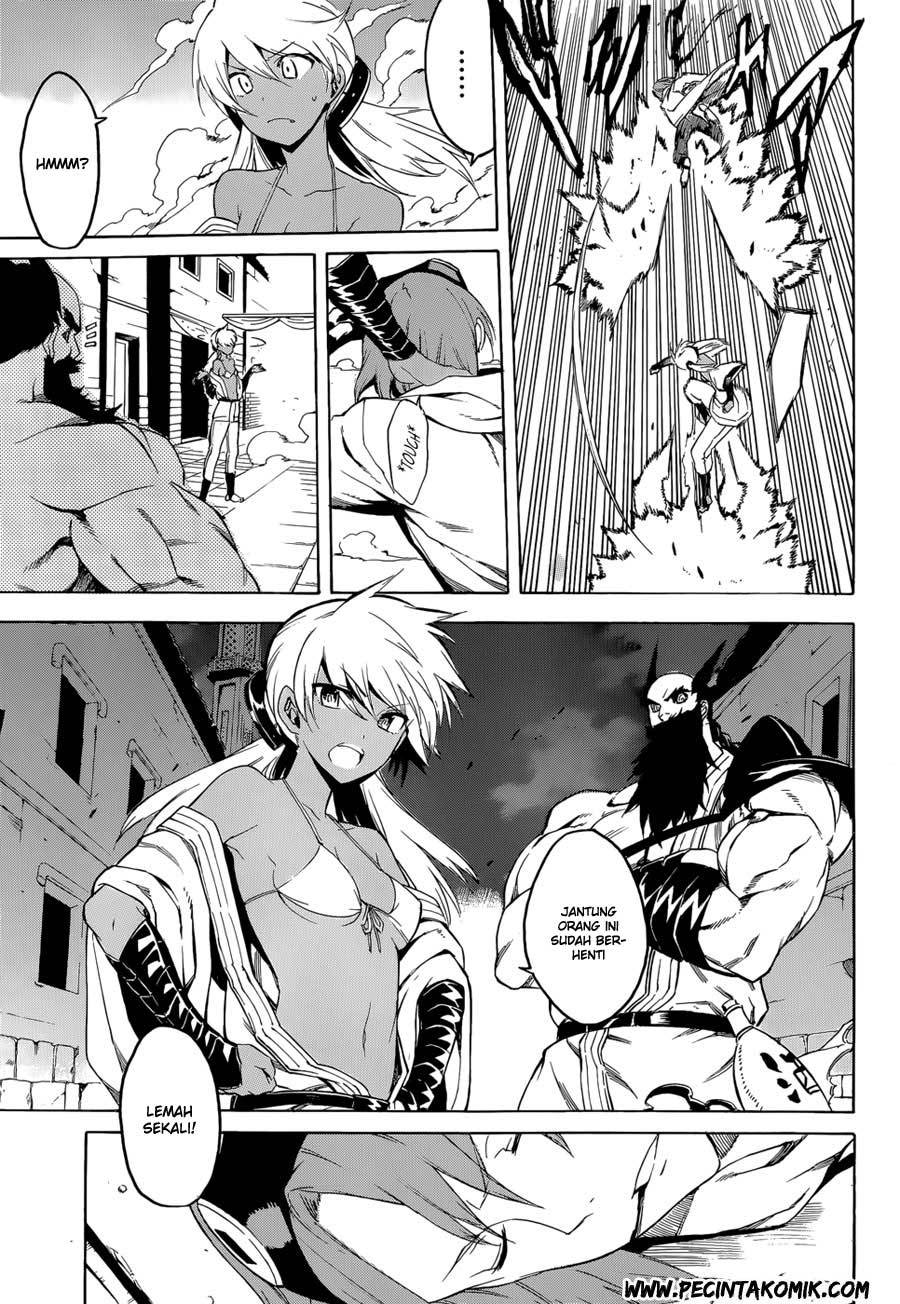 ......
HMMM?
*TOUCH*
JANTUNG
ORANG INI
SUDAH BER-
HENTI
LEMAH
SEKALI!
WWW.PECINTAKOMIK.COM